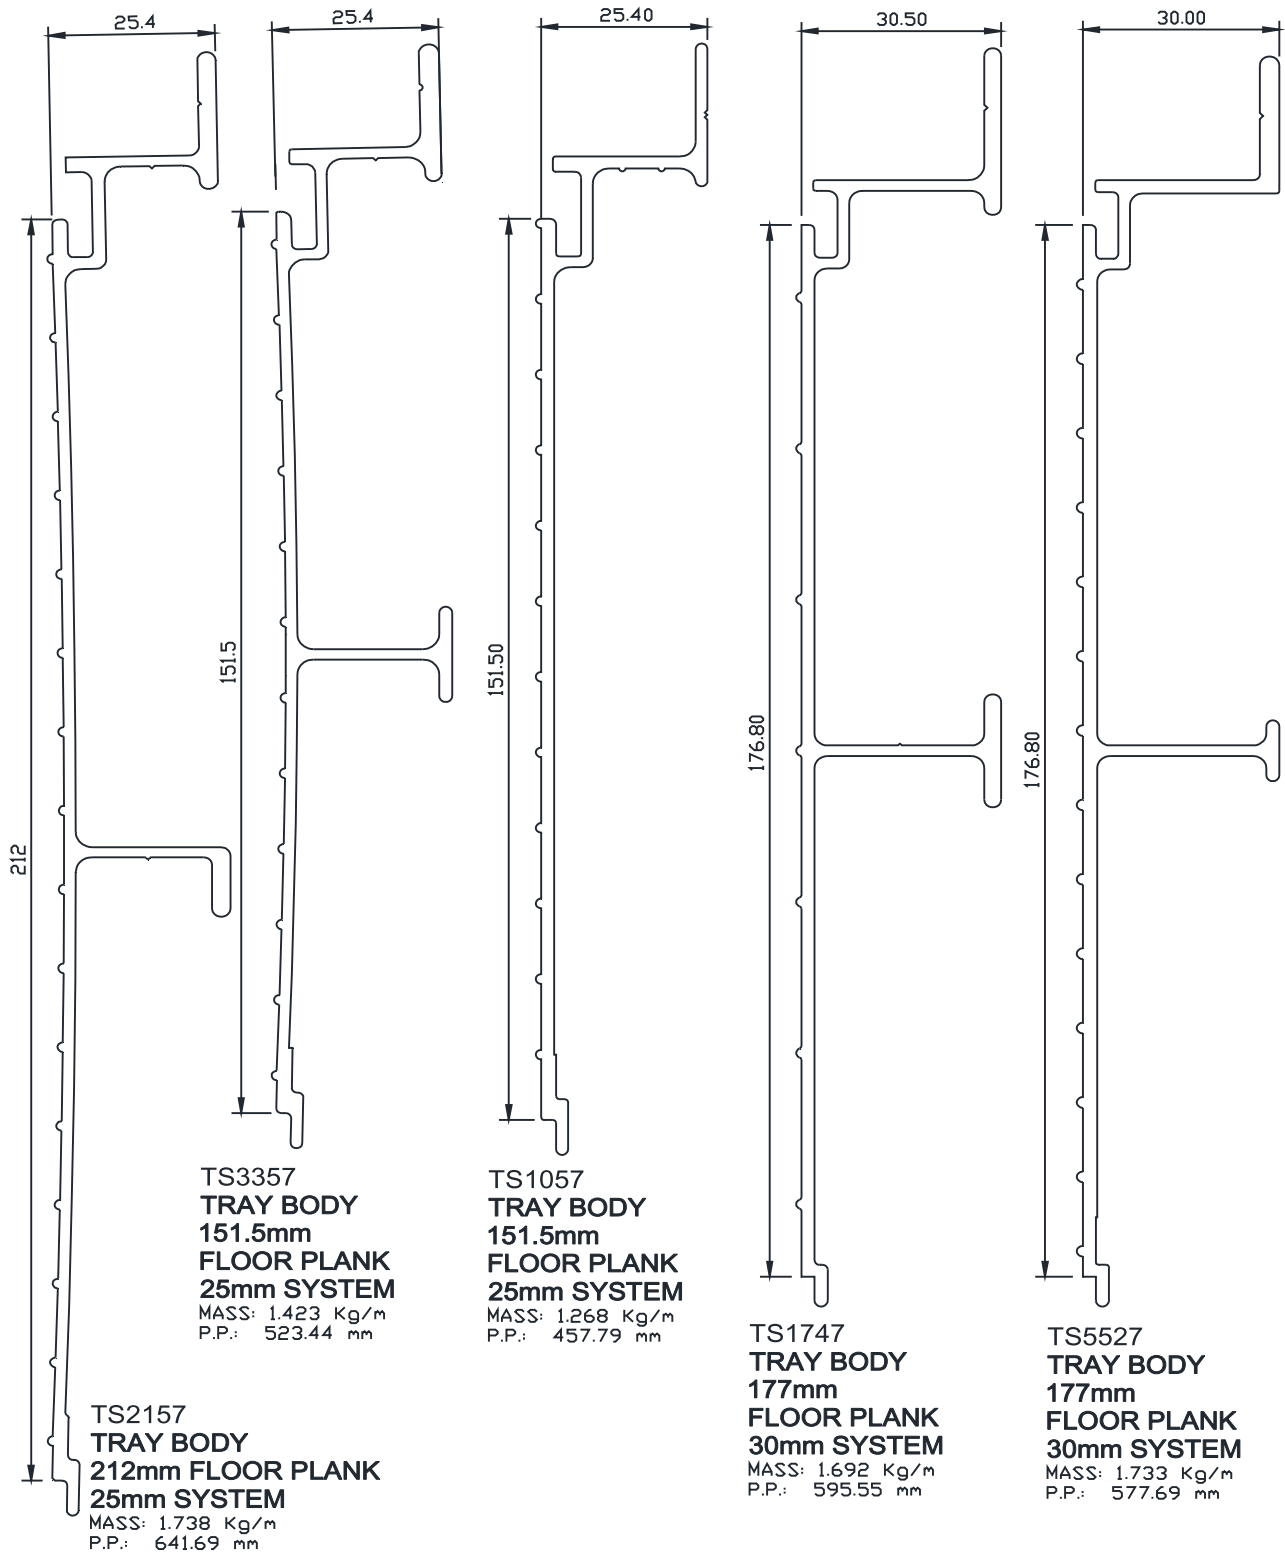 25.4
25.4
25.40
30.50
30.00
212
151.5
151.50
176.80
176.80
TS3357
TRAY BODY
151.5mm
FLOOR PLANK
25mm SYSTEM
MASS: 1.423 Kg/m
P.P.: 523.44 mm
TS1057
TRAY BODY
151.5mm
FLOOR PLANK
25mm SYSTEM
MASS: 1.268 Kg/m
P.P.: 457.79 mm
TS1747
TRAY BODY
177mm
FLOOR PLANK
30mm SYSTEM
MASS: 1.692 Kg/m
P.P.: 595.55 mm
TS5527
TRAY BODY
177mm
FLOOR PLANK
30mm SYSTEM
MASS: 1.733 Kg/m
P.P.: 577.69 mm
TS2157
TRAY BODY
212mm FLOOR PLANK
25mm SYSTEM
MASS: 1.738 Kg/m
P.P.: 641.69 mm